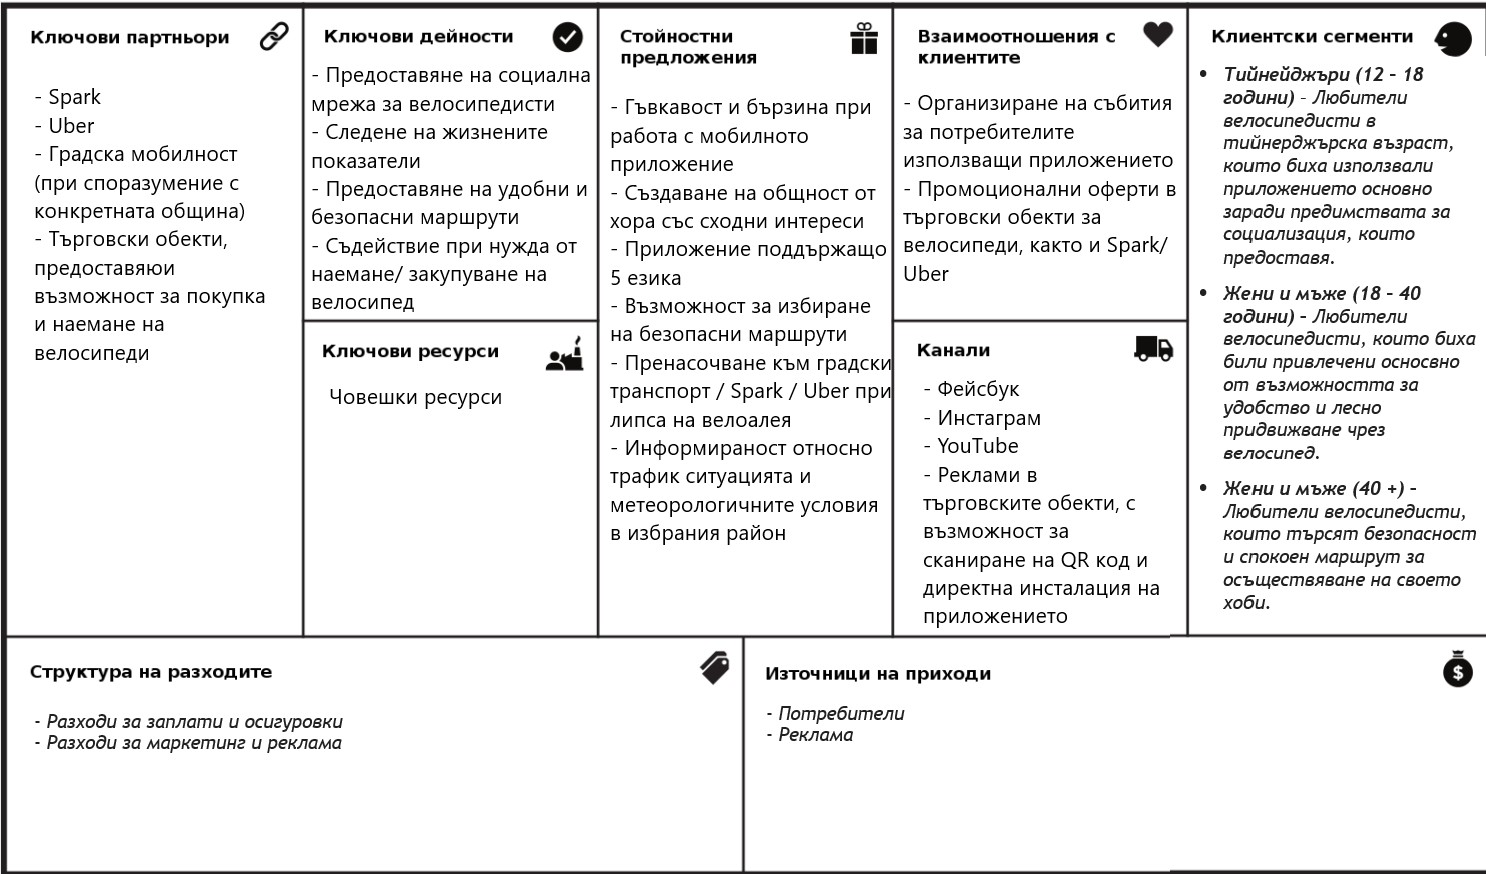 Ключови партньори
- Spark
- Uber
- Градска мобилност
(при споразумение с
конкретната община)
- Търговски обекти,
предоставяюи
възможност за покупка
и наемане на
велосипеди
Ключови дейности
- Предоставяне на социална
мрежа за велосипедисти
- Следене на жизнените
показатели
- Предоставяне на удобни и
безопасни маршрути
- Съдействие при нужда от
наемане/ закупуване на
велосипед
Ключови ресурси
Човешки ресурси
Стойностни
предложения
- Гъвкавост и бързина при
работа с мобилното
приложение
- Създаване на общност от
хора със сходни интереси
- Приложение поддържащо
5 езика
- Възможност за избиране
на безопасни маршрути
- Пренасочване към градски
транспорт / Spark / Uber при
липса на велоалея
- Информираност относно
трафик ситуацията и
метеорологичните условия
в избрания район
Взаимоотношения с
клиентите
- Организиране на събития
за потребителите
използващи приложението
- Промоционални оферти в
търговски обекти за
велосипеди, както и Spark/
Uber
Канали
- Фейсбук
- Инстаграм
- YouTube
- Реклами в
търговските обекти, с
възможност за
сканиране на QR код и
директна инсталация на
приложението
Клиентски сегменти
• Тийнейджъри (12 – 18
години) - Любители
велосипедисти в
тийнерджърска възраст,
които биха използвали
приложението основно
заради предимствата за
социализация, които
предоставя.
• Жени и мъже (18 – 40
години) – Любители
велосипедисти, които биха
били привлечени основно
от възможността за
удобство и лесно
придвижване чрез
велосипед.
• Жени и мъже (40 +) –
Любители велосипедисти,
които търсят безопасност
и спокоен маршрут за
осъществяване на своето
хоби.
Структура на разходите
- Разходи за заплати и осигуровки
- Разходи за маркетинг и реклама
Източници на приходи
- Потребители
- Реклама
$